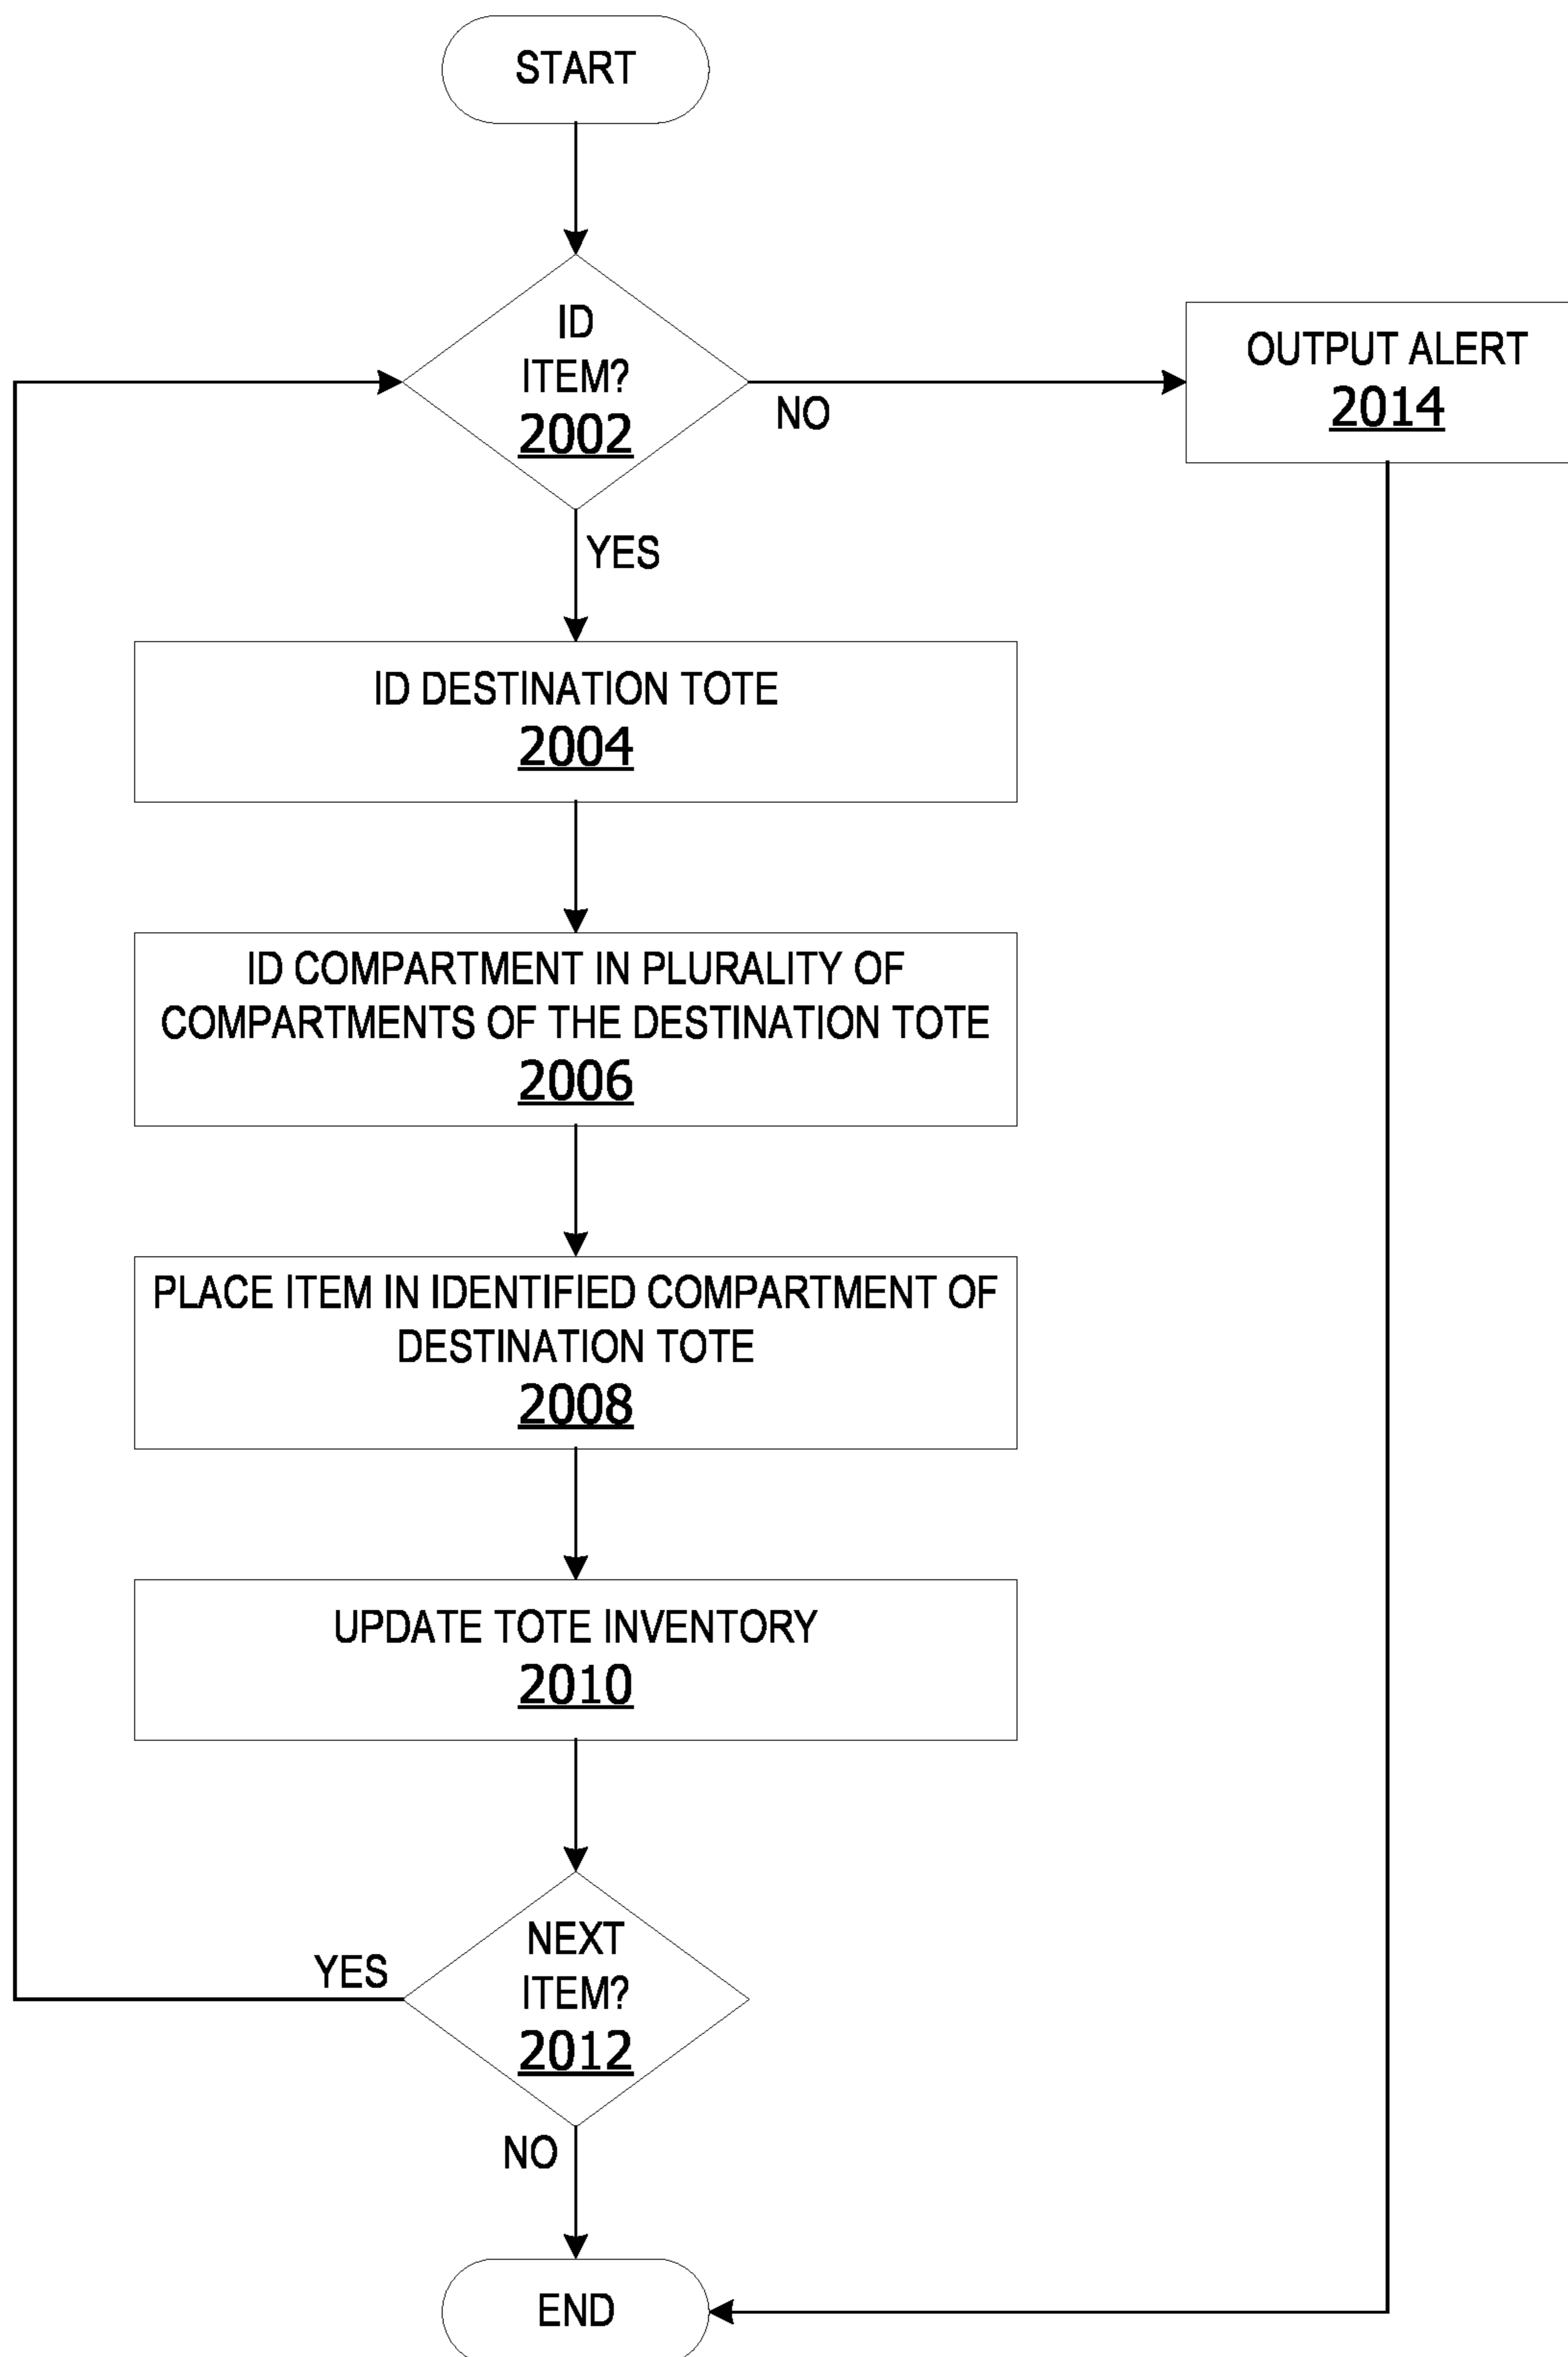 START
ID
ITEM?
2002
NO
OUTPUT ALERT
2014
YES
ID DESTINATION TOTE
2004
ID COMPARTMENT IN PLURALITY OF
COMPARTMENTS OF THE DESTINATION TOTE
2006
PLACE ITEM IN IDENTIFIED COMPARTMENT OF
DESTINATION TOTE
2008
UPDATE TOTE INVENTORY
2010
YES
NEXT
ITEM?
2012
NO
END